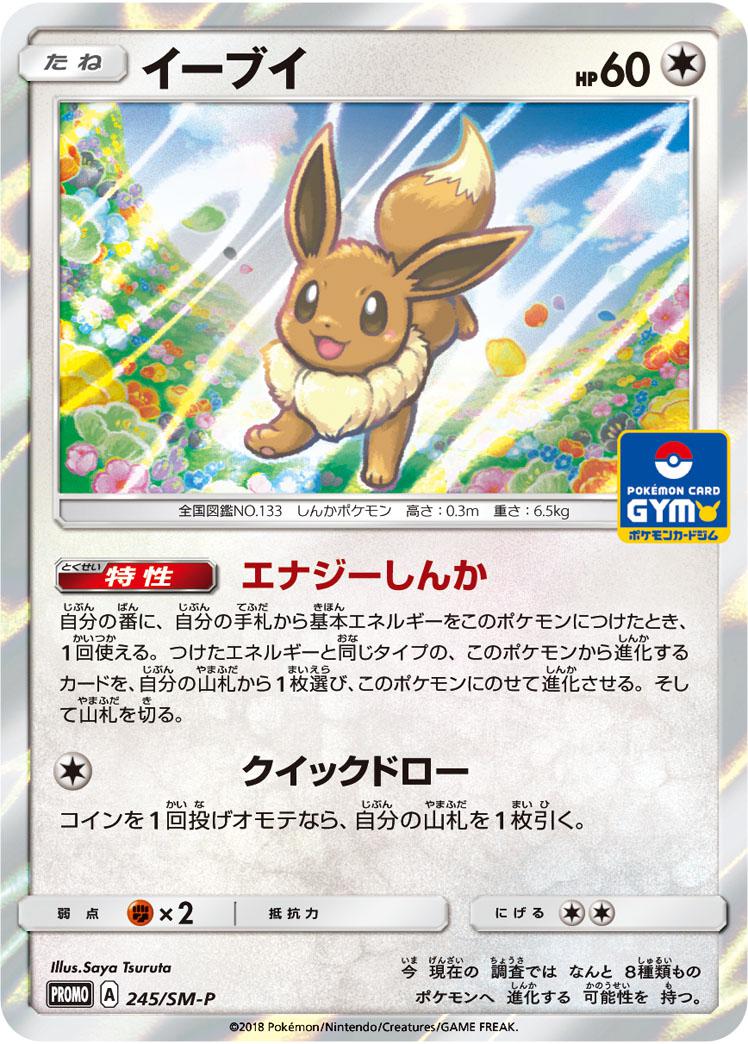 たね イーブイ HP60
全国図鑑NO.133 しんかポケモン 高さ：0.3m 重さ：6.5kg
POKÉMON CARD
GYM
ポケモンカードジム
とくせい 特性 エナジーしんか
自分の番に、自分の手札から基本エネルギーをこのポケモンにつけたとき、
1回使える。つけたエネルギーと同じタイプの、このポケモンから進化する
カードを、自分の山札から1枚選び、このポケモンにのせて進化させる。そし
て山札を切る。
クイックドロー
コインを1回投げオモテなら、自分の山札を1枚引く。
弱点 ×2 抵抗力 にげる
Illus.Saya Tsuruta
PROMO A 245/SM-P
今 現在の 調査では なんと 8種類もの
ポケモンへ 進化する 可能性を 持つ。
©2018 Pokémon/Nintendo/Creatures/GAME FREAK.